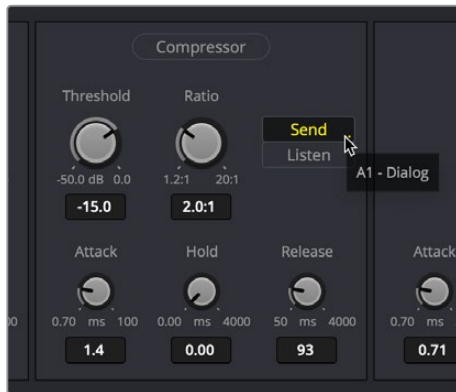 Compressor
Threshold Ratio
Send
Listen
-50.0 dB 0.0 1.2:1 20:1
A1 - Dialog
-15.0 2.0:1
Attack Hold Release Attack
00 0.70 ms 100 0.00 ms 4000 50 ms 4000 0.70 ms
1.4 0.00 93 0.71